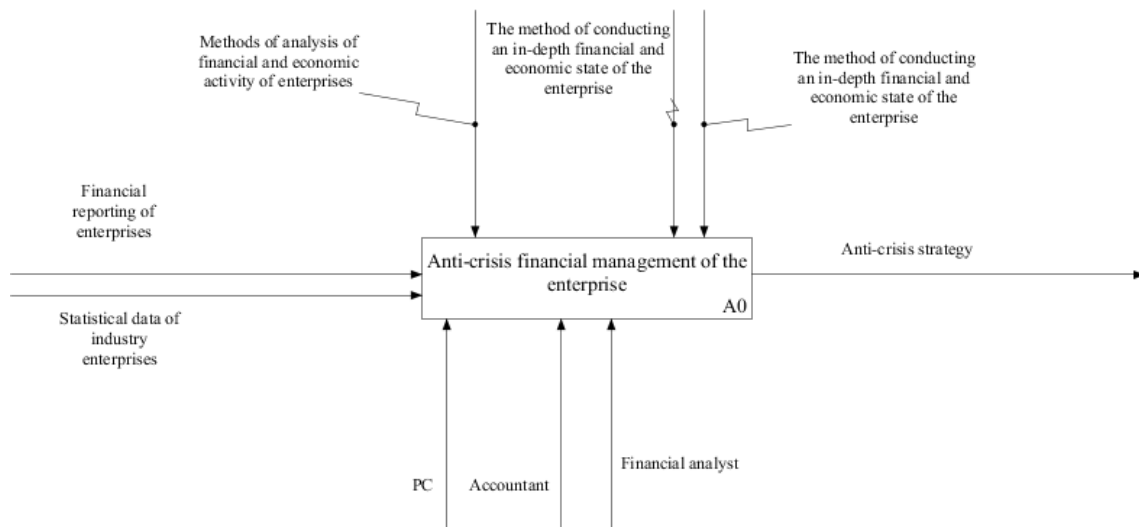 Methods of analysis of
financial and economic
activity of enterprises
The method of conducting
an in-depth financial and
economic state of the
enterprise
The method of conducting
an in-depth financial and
economic state of the
enterprise
Financial
reporting of
enterprises
Statistical data of
industry
enterprises
Anti-crisis financial management of the
enterprise
A0
Anti-crisis strategy
PC
Accountant
Financial analyst